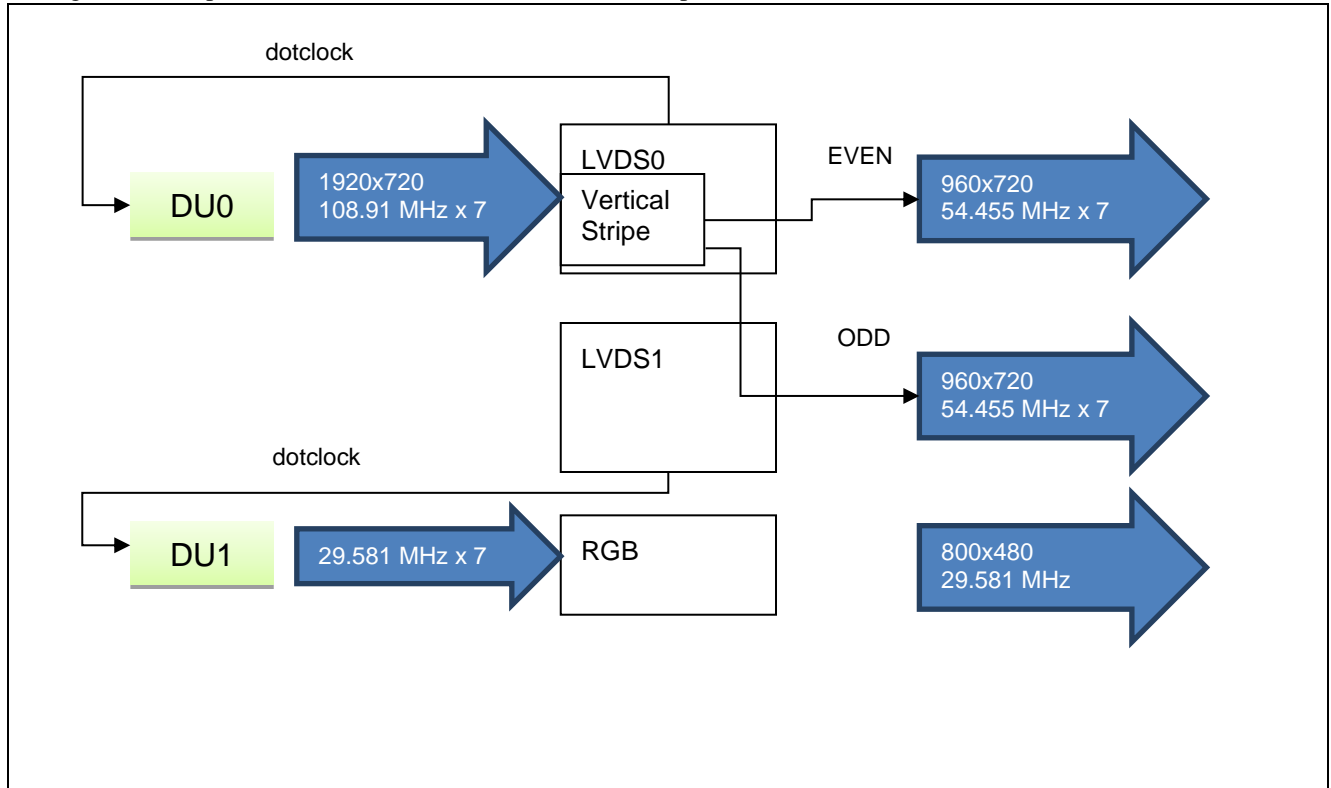 dotclock
DU0
1920x720
108.91 MHz x 7
LVDS0
Vertical
Stripe
EVEN
960x720
54.455 MHz x 7
LVDS1
ODD
960x720
54.455 MHz x 7
dotclock
DU1
29.581 MHz x 7
RGB
800x480
29.581 MHz